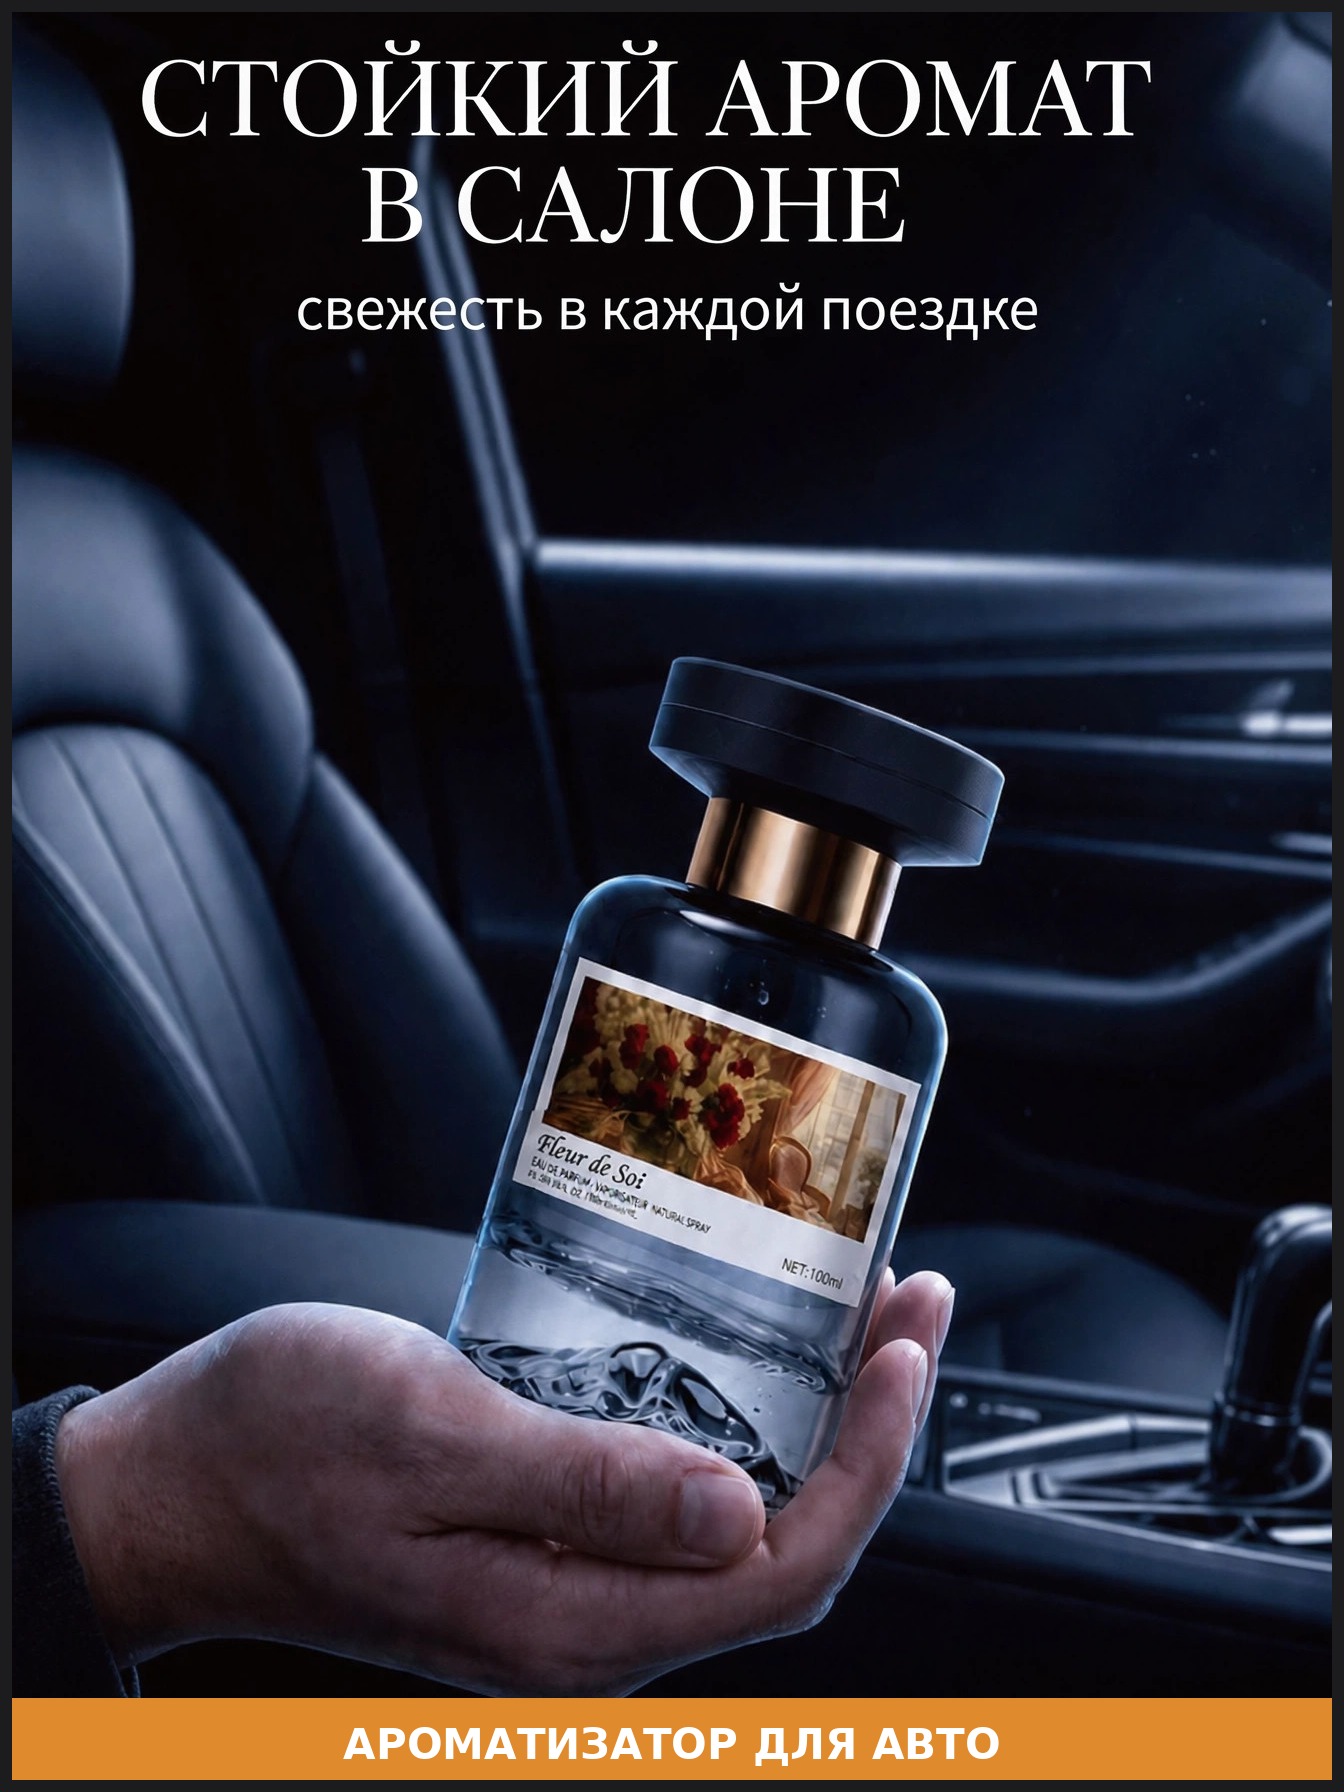 СТОЙКИЙ АРОМАТ
В САЛОНЕ
свежесть в каждой поездке
Fleur de Soi
EAU DE PARFUM. VAPORISATEUR NATURAL SPRAY
NET:100ml
АРОМАТИЗАТОР ДЛЯ АВТО